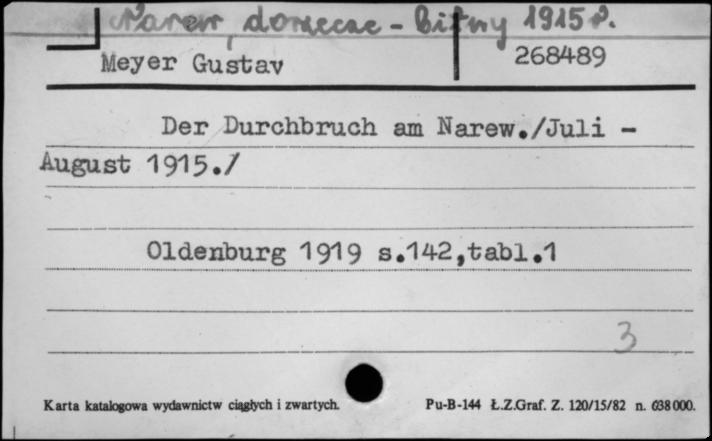 Narew, dorzecze - bitwy 1915 r.
Meyer Gustav 268489
Der Durchbruch am Narew./Juli -
August 1915./
Oldenburg 1919 s.142,tabl.1
3
Karta katalogowa wydawnictw ciągłych i zwartych. Pu-B-144 Ł.Z.Graf. Z. 120/15/82 n. 638000.